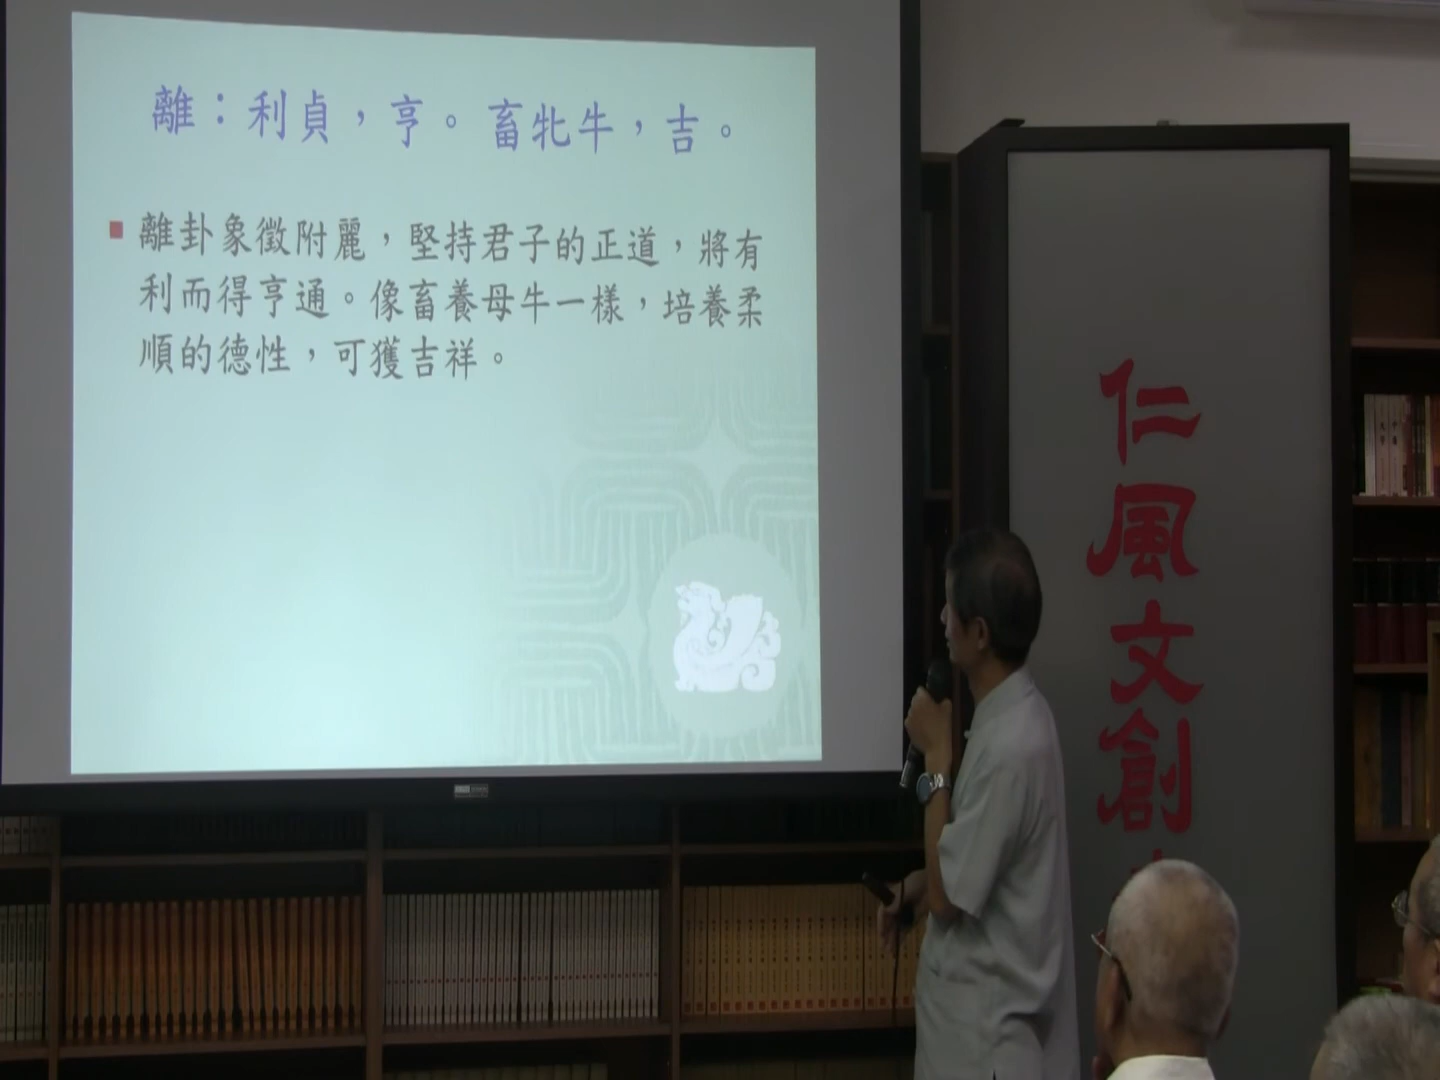 離：利貞，亨。畜牝牛，吉。
離卦象徵附麗，堅持君子的正道，將有
利而得亨通。像畜養母牛一樣，培養柔
順的德性，可獲吉祥。
仁風文創